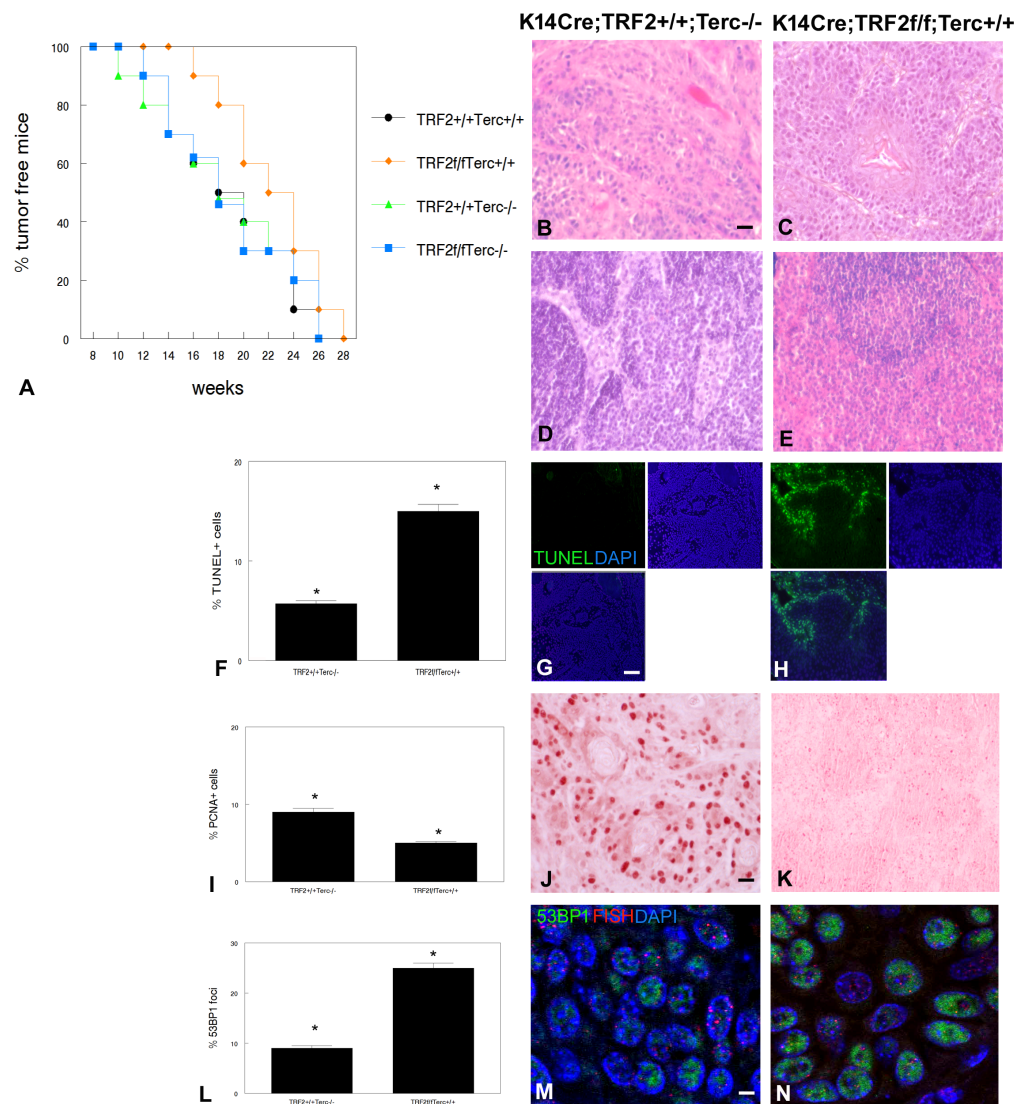 K14Cre;TRF2+/+;Terc-/- K14Cre;TRF2f/f;Terc+/+
100
80
60
40
20
0
8 10 12 14 16 18 20 22 24 26 28
% tumor free mice
weeks
A
TRF2+/+Terc+/+
TRF2f/fTerc+/+
TRF2+/+Terc-/-
TRF2f/fTerc-/-
B
C
D
E
20
10
0
% TUNEL+ cells
* *
TRF2+/+Terc-/- TRF2f/fTerc+/+
F
TUNEL DAPI
G
H
20
10
0
% PCNA+ cells
* *
TRF2+/+Terc-/- TRF2f/fTerc+/+
I
J
K
30
20
10
0
% 53BP1 foci
* *
TRF2+/+Terc-/- TRF2f/fTerc+/+
L
53BP1 FISH DAPI
M
N